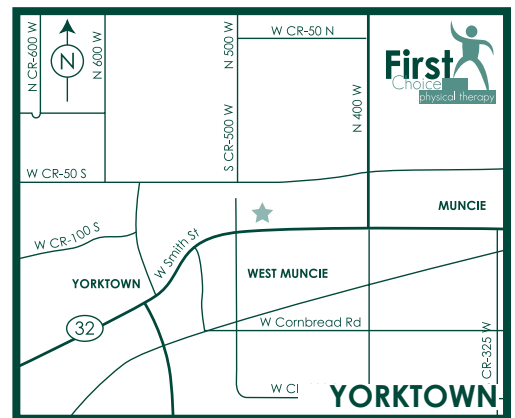 N CR-600 W
N
N 600 W
N 500 W
S CR-500 W
W CR-50 N
N 400 W
First
Choice
physical therapy
W CR-50 S
MUNCIE
W CR-100 S
W Smith St
YORKTOWN
WEST MUNCIE
32
W Cornbread Rd
CR-325 W
YORKTOWN